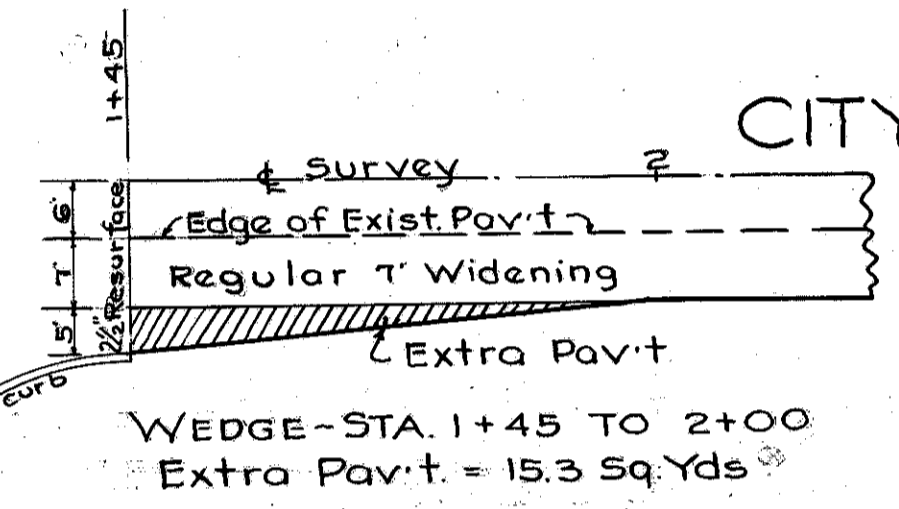 1+45
CITY
℄ Survey
2
6'
2½" Resurface
Edge of Exist. Pav't
7'
Regular 7' Widening
5'
Extra Pav't
curb
WEDGE-STA. 1+45 TO 2+00
Extra Pav't. = 15.3 Sq. Yds